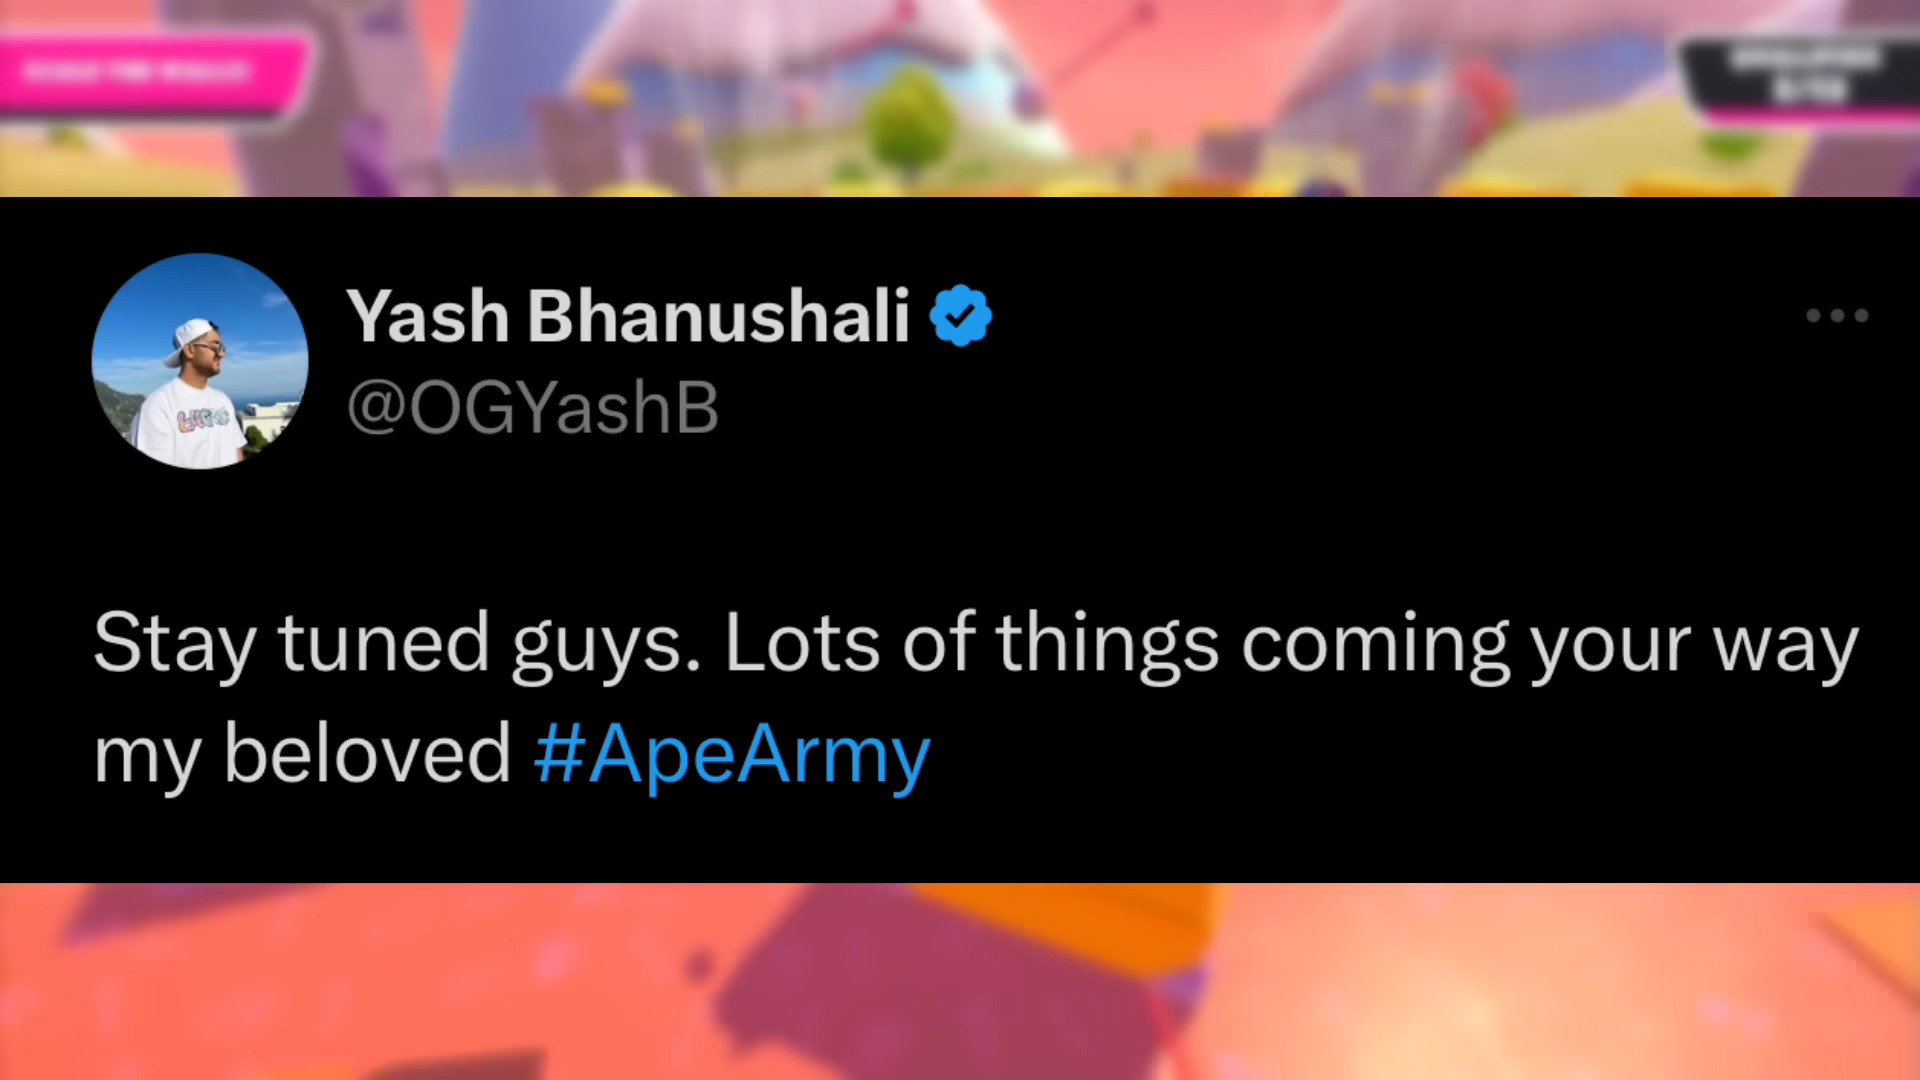 Yash Bhanushali
@OGYashB
Stay tuned guys. Lots of things coming your way
my beloved #ApeArmy